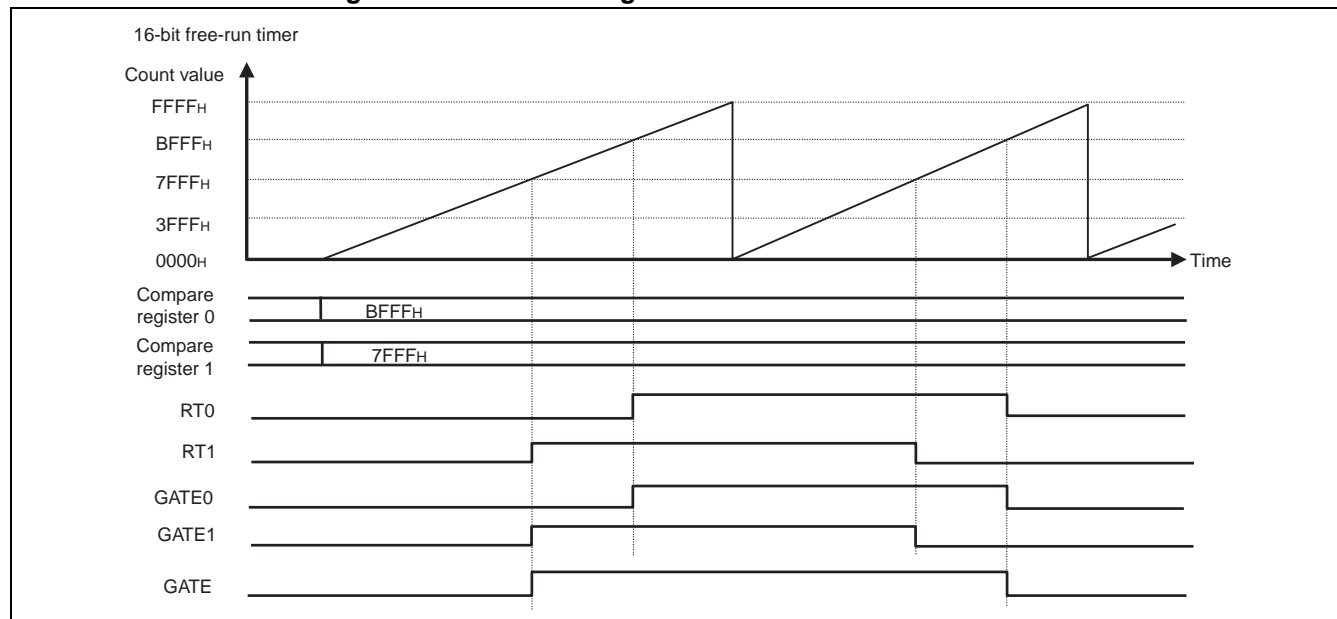 16-bit free-run timer
Count value
FFFFH
BFFFH
7FFFH
3FFFH
0000H
Time
Compare
register 0
BFFFH
Compare
register 1
7FFFH
RT0
RT1
GATE0
GATE1
GATE